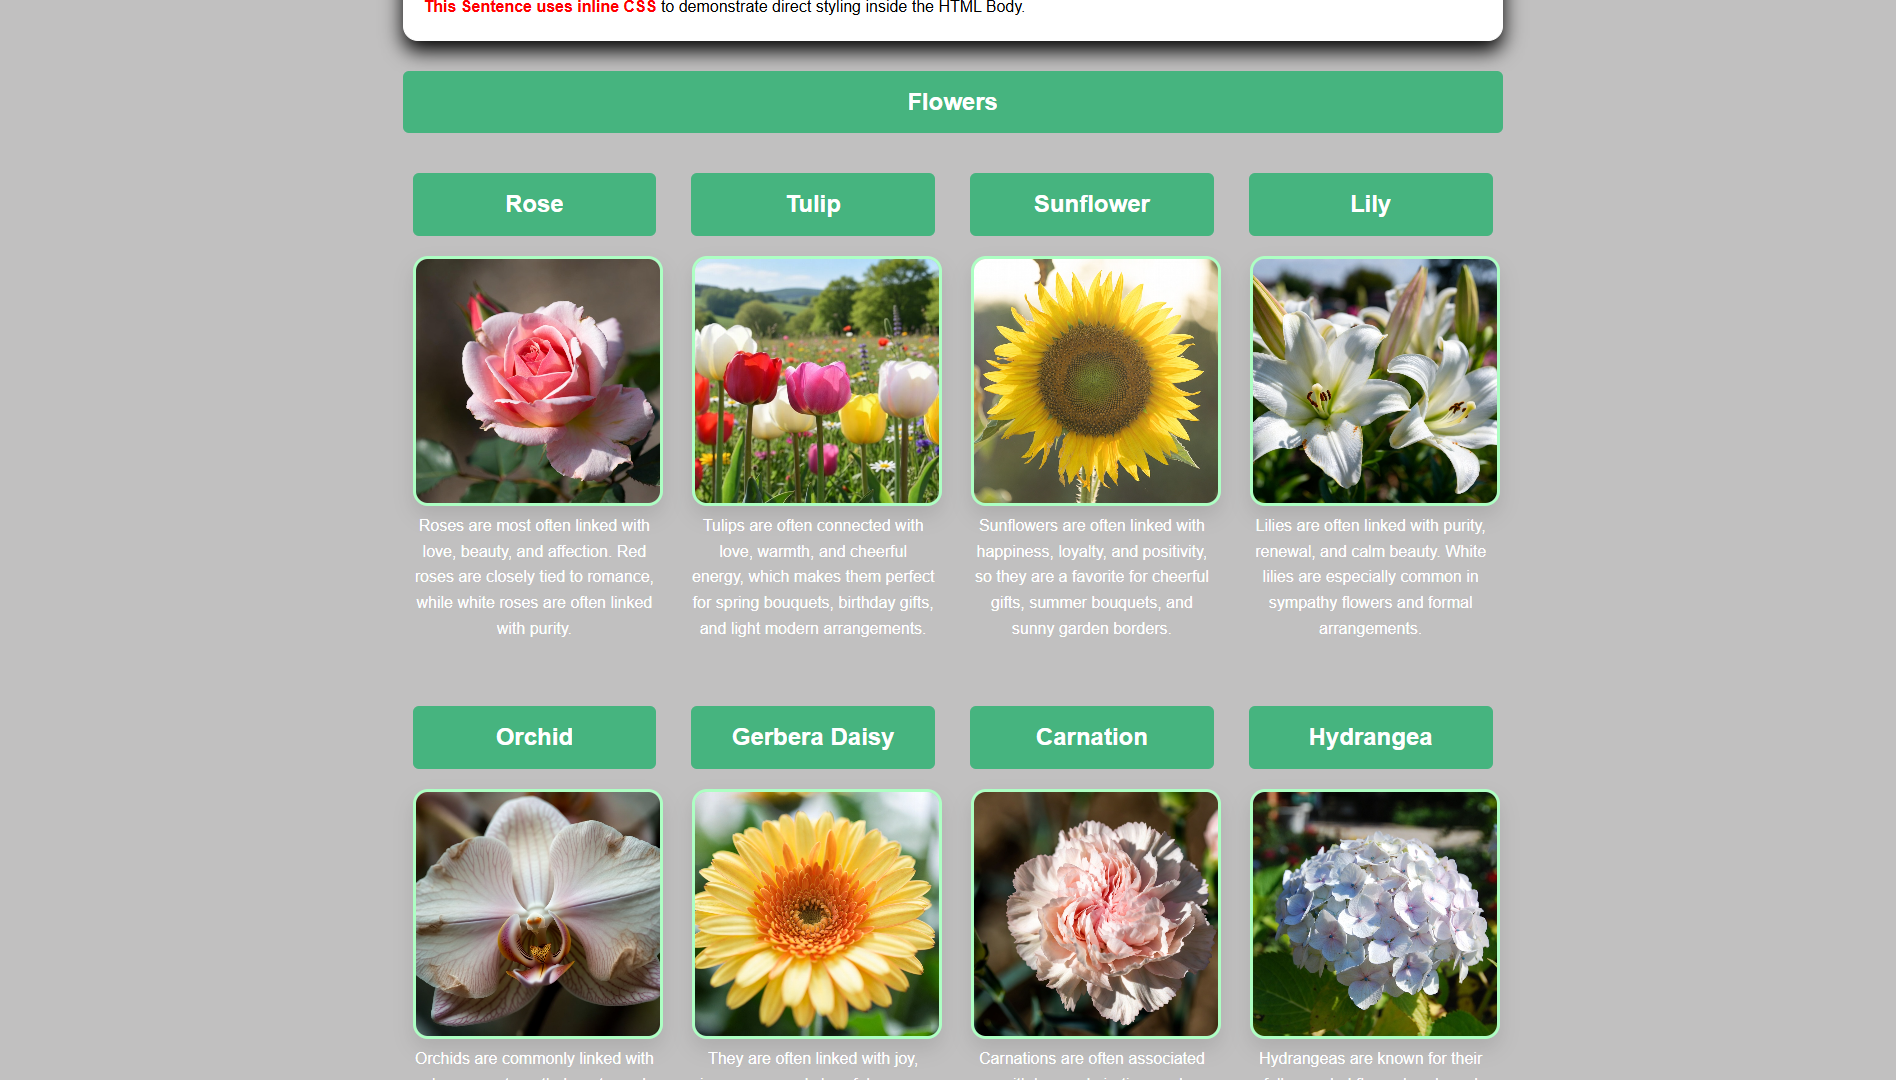 This Sentence uses inline CSS to demonstrate direct styling inside the HTML Body.
Flowers
Rose
Tulip
Sunflower
Lily
Roses are most often linked with
love, beauty, and affection. Red
roses are closely tied to romance,
while white roses are often linked
with purity.
Tulips are often connected with
love, warmth, and cheerful
energy, which makes them perfect
for spring bouquets, birthday gifts,
and light modern arrangements.
Sunflowers are often linked with
happiness, loyalty, and positivity,
so they are a favorite for cheerful
gifts, summer bouquets, and
sunny garden borders.
Lilies are often linked with purity,
renewal, and calm beauty. White
lilies are especially common in
sympathy flowers and formal
arrangements.
Orchid
Gerbera Daisy
Carnation
Hydrangea
Orchids are commonly linked with
They are often linked with joy,
Carnations are often associated
Hydrangeas are known for their